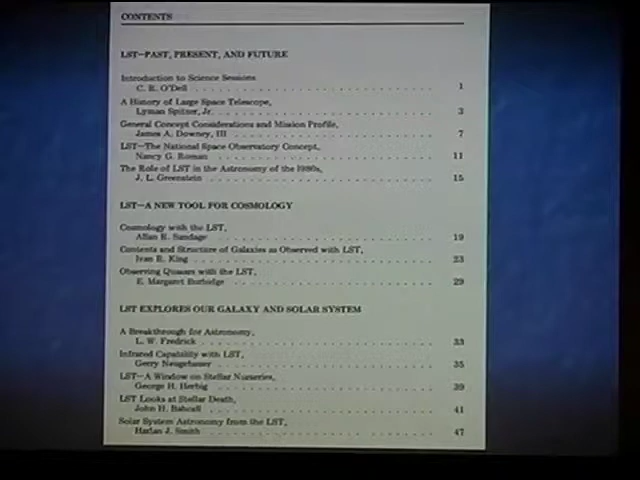 CONTENTS
LST—PAST, PRESENT, AND FUTURE
Introduction to Science Sessions
C. R. O'Dell . . . . . . . . . . . . . . . . . . . . . . . . 1
A History of Large Space Telescope,
Lyman Spitzer, Jr. . . . . . . . . . . . . . . . . . . . . . 3
General Concept Considerations and Mission Profile,
James A. Downey, III . . . . . . . . . . . . . . . . . . . . 7
LST—The National Space Observatory Concept,
Nancy G. Roman . . . . . . . . . . . . . . . . . . . . . . 11
The Role of LST in the Astronomy of the 1980s,
J. L. Greenstein . . . . . . . . . . . . . . . . . . . . . . 15
LST—A NEW TOOL FOR COSMOLOGY
Cosmology with the LST,
Allan R. Sandage . . . . . . . . . . . . . . . . . . . . . . 19
Contents and Structure of Galaxies as Observed with LST,
Ivan R. King . . . . . . . . . . . . . . . . . . . . . . . . 23
Observing Quasars with the LST,
E. Margaret Burbidge . . . . . . . . . . . . . . . . . . . . 29
LST EXPLORES OUR GALAXY AND SOLAR SYSTEM
A Breakthrough for Astronomy,
L. W. Fredrick . . . . . . . . . . . . . . . . . . . . . . . 33
Infrared Capability with LST,
Gerry Neugebauer . . . . . . . . . . . . . . . . . . . . . . 35
LST—A Window on Stellar Nurseries,
George H. Herbig . . . . . . . . . . . . . . . . . . . . . . 39
LST Looks at Stellar Death,
John H. Bahcall . . . . . . . . . . . . . . . . . . . . . . 41
Solar System Astronomy from the LST,
Harlan J. Smith . . . . . . . . . . . . . . . . . . . . . . 47